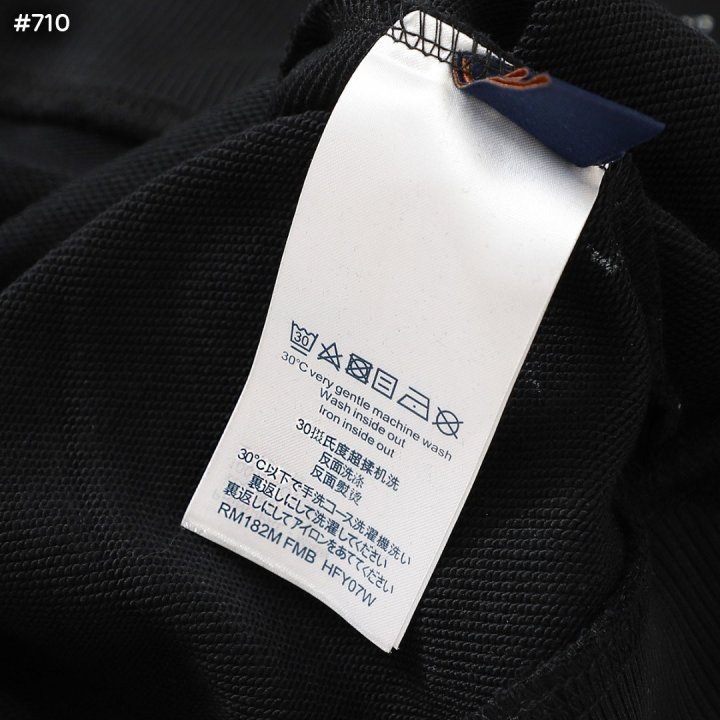 #710
30
30°C very gentle machine wash
Wash inside out
Iron inside out
30摄氏度超揉机洗
反面洗涤
反面熨烫
30°C以下で手洗コース洗濯機洗い
裏返しにして洗濯してください
裏返しにしてアイロンをあててください
RM182M FMB HFY07W